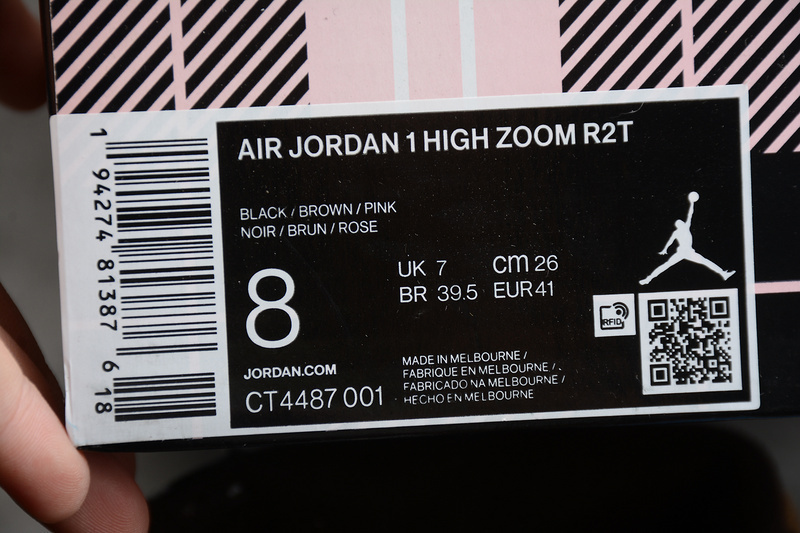 AIR JORDAN 1 HIGH ZOOM R2T
BLACK / BROWN / PINK
NOIR / BRUN / ROSE
8
UK 7 cm 26
BR 39.5 EUR 41
RFID
JORDAN.COM
CT4487 001
MADE IN MELBOURNE /
FABRIQUE EN MELBOURNE /
FABRICADO NA MELBOURNE /
HECHO EN MELBOURNE
1 94274 81387 6 18